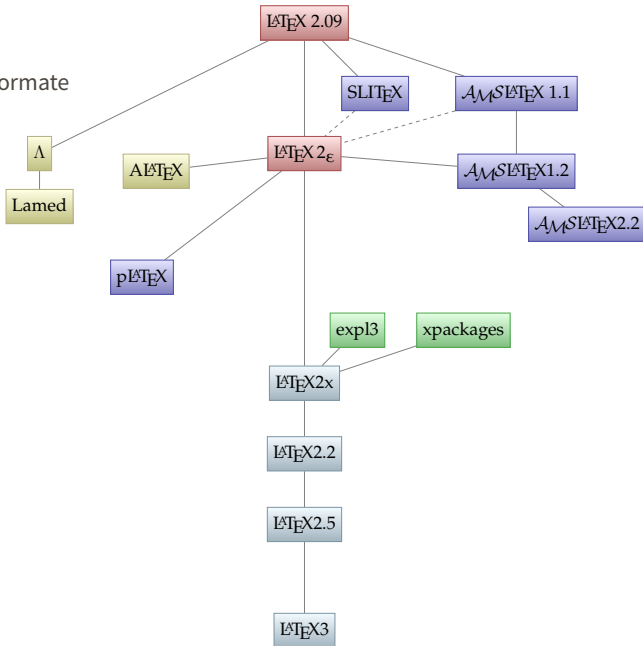 LATEX 2.09
ormate
SLITEX
AMSLATEX 1.1
Λ
ALATEX
LATEX 2ε
AMSLATEX1.2
Lamed
AMSLATEX2.2
pLATEX
expl3
xpackages
LATEX2x
LATEX2.2
LATEX2.5
LATEX3